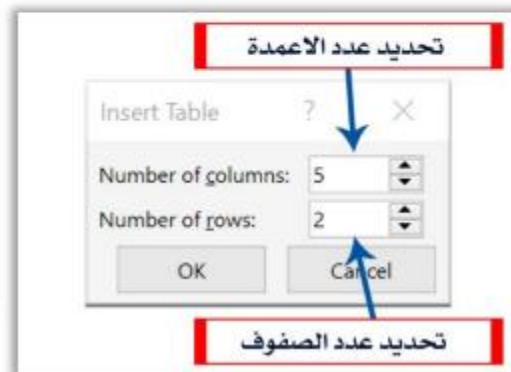 تحديد عدد الاعمدة
Insert Table ? ×
Number of columns: 5
Number of rows: 2
OK Cancel
تحديد عدد الصفوف